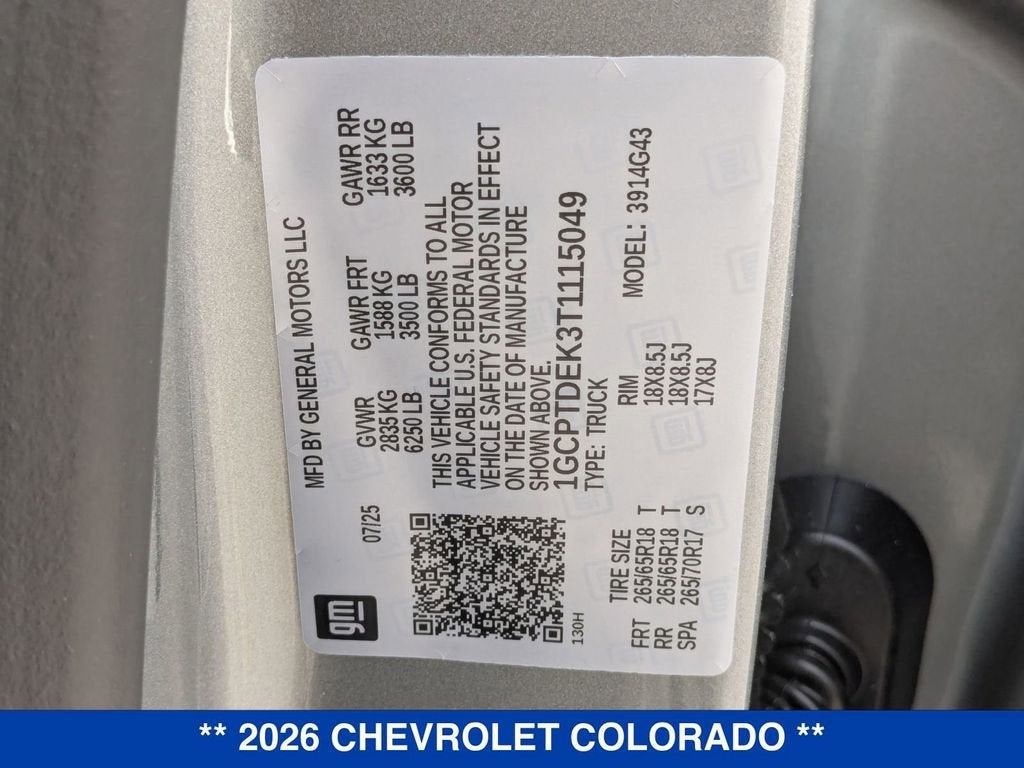 gm
MFD BY GENERAL MOTORS LLC
07/25
GVWR GAWR FRT GAWR RR
2835 KG 1588 KG 1633 KG
6250 LB 3500 LB 3600 LB
THIS VEHICLE CONFORMS TO ALL
APPLICABLE U.S. FEDERAL MOTOR
VEHICLE SAFETY STANDARDS IN EFFECT
ON THE DATE OF MANUFACTURE
SHOWN ABOVE.
1GCPTDEK3T1115049
130H
TYPE: TRUCK
MODEL: 3914G43
TIRE SIZE RIM
FRT 265/65R18 T 18X8.5J
RR 265/65R18 T 18X8.5J
SPA 265/70R17 S 17X8J
** 2026 CHEVROLET COLORADO **